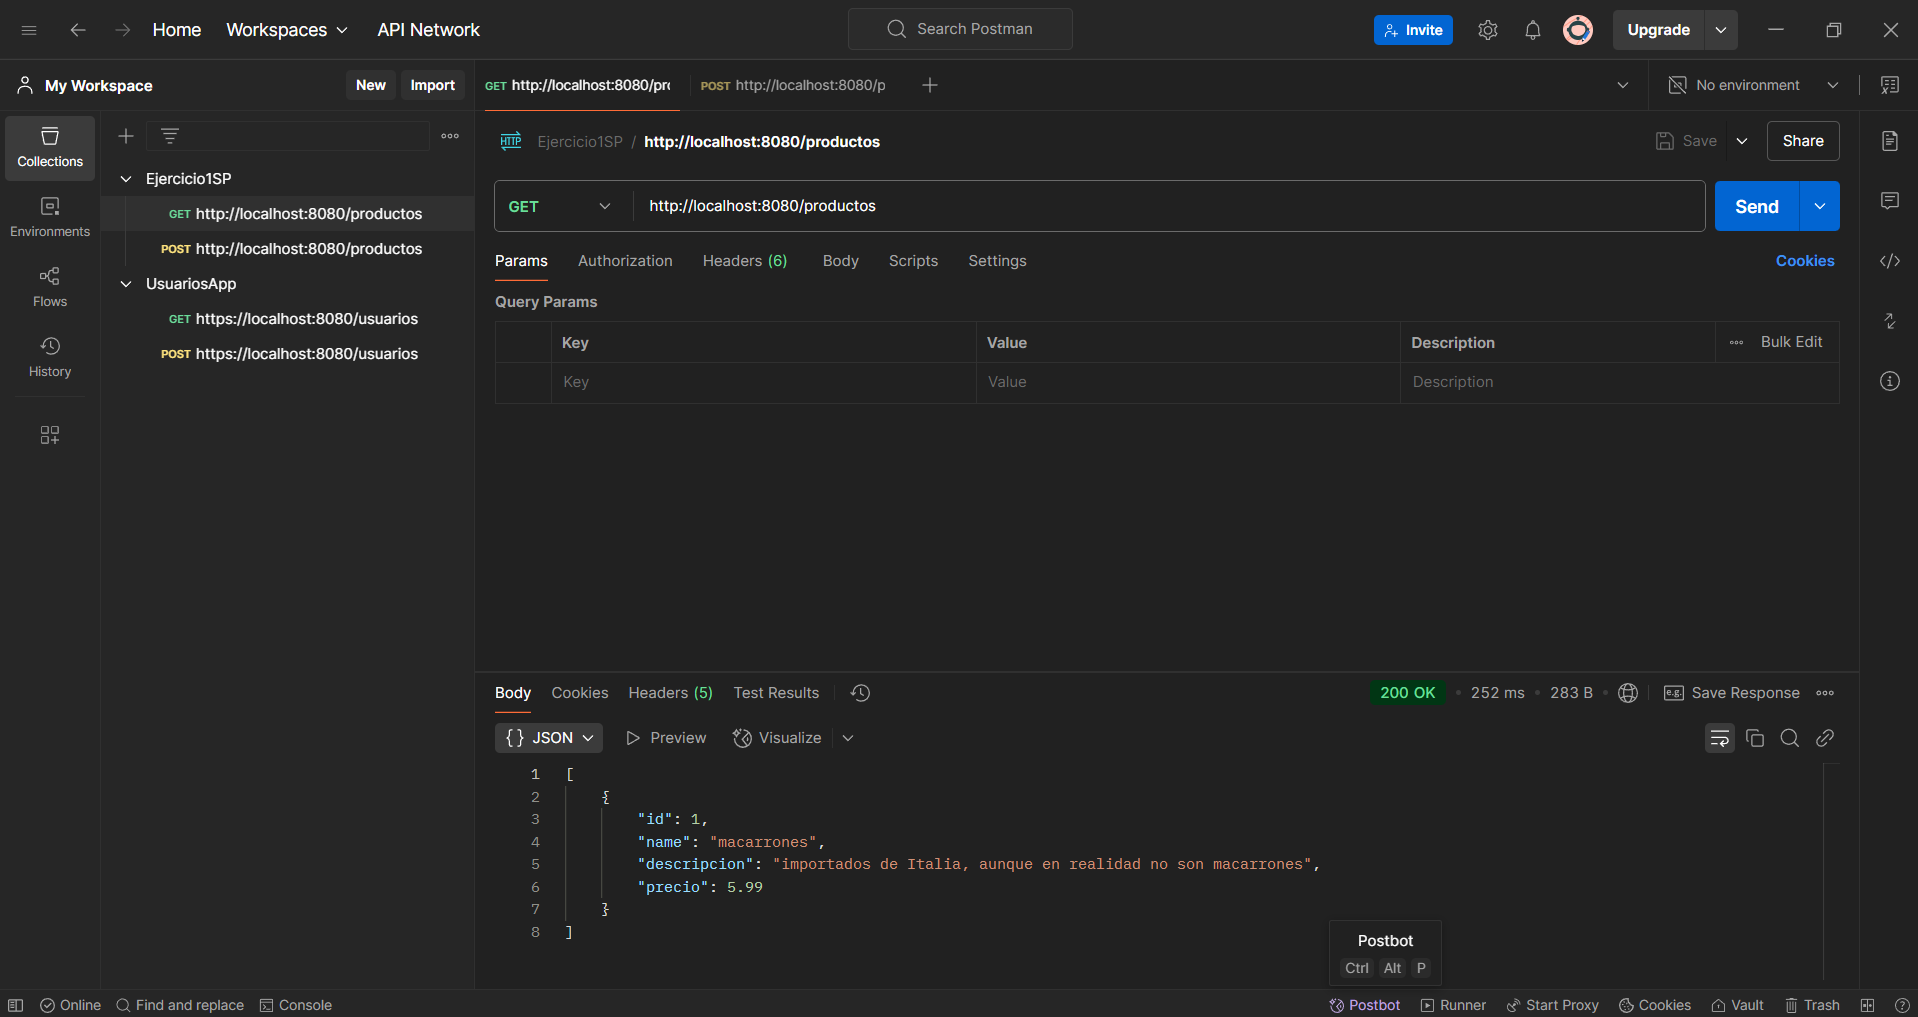 Home Workspaces API Network Search Postman Invite Upgrade
My Workspace New Import GET http://localhost:8080/pro POST http://localhost:8080/p No environment
Collections
Environments
Flows
History
Ejercicio1SP
GET http://localhost:8080/productos
POST http://localhost:8080/productos
UsuariosApp
GET https://localhost:8080/usuarios
POST https://localhost:8080/usuarios
HTTP Ejercicio1SP / http://localhost:8080/productos Save Share
GET http://localhost:8080/productos Send
Params Authorization Headers (6) Body Scripts Settings Cookies
Query Params
Key Value Description Bulk Edit
Key Value Description
Body Cookies Headers (5) Test Results 200 OK 252 ms 283 B e.g. Save Response
{} JSON Preview Visualize
1 [
2 {
3 "id": 1,
4 "name": "macarrones",
5 "descripcion": "importados de Italia, aunque en realidad no son macarrones",
6 "precio": 5.99
7 }
8 ]
Postbot
Ctrl Alt P
Online Find and replace Console Postbot Runner Start Proxy Cookies Vault Trash